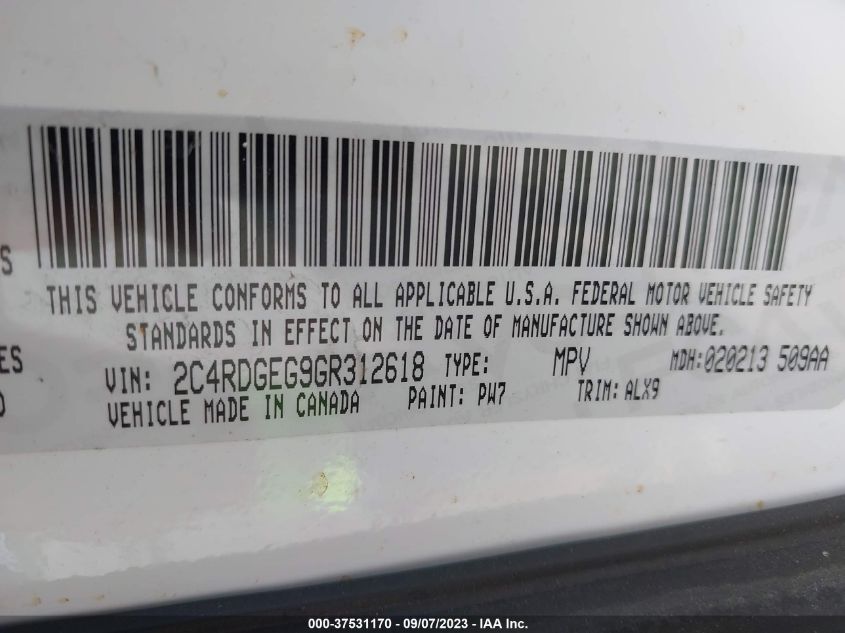 S
THIS VEHICLE CONFORMS TO ALL APPLICABLE U.S.A. FEDERAL MOTOR VEHICLE SAFETY
STANDARDS IN EFFECT ON THE DATE OF MANUFACTURE SHOWN ABOVE.
ES
VIN: 2C4RDGEG9GR312618 TYPE: MPV MDH:020213 509AA
VEHICLE MADE IN CANADA PAINT: PW7 TRIM: ALX9
000-37531170 - 09/07/2023 - IAA Inc.